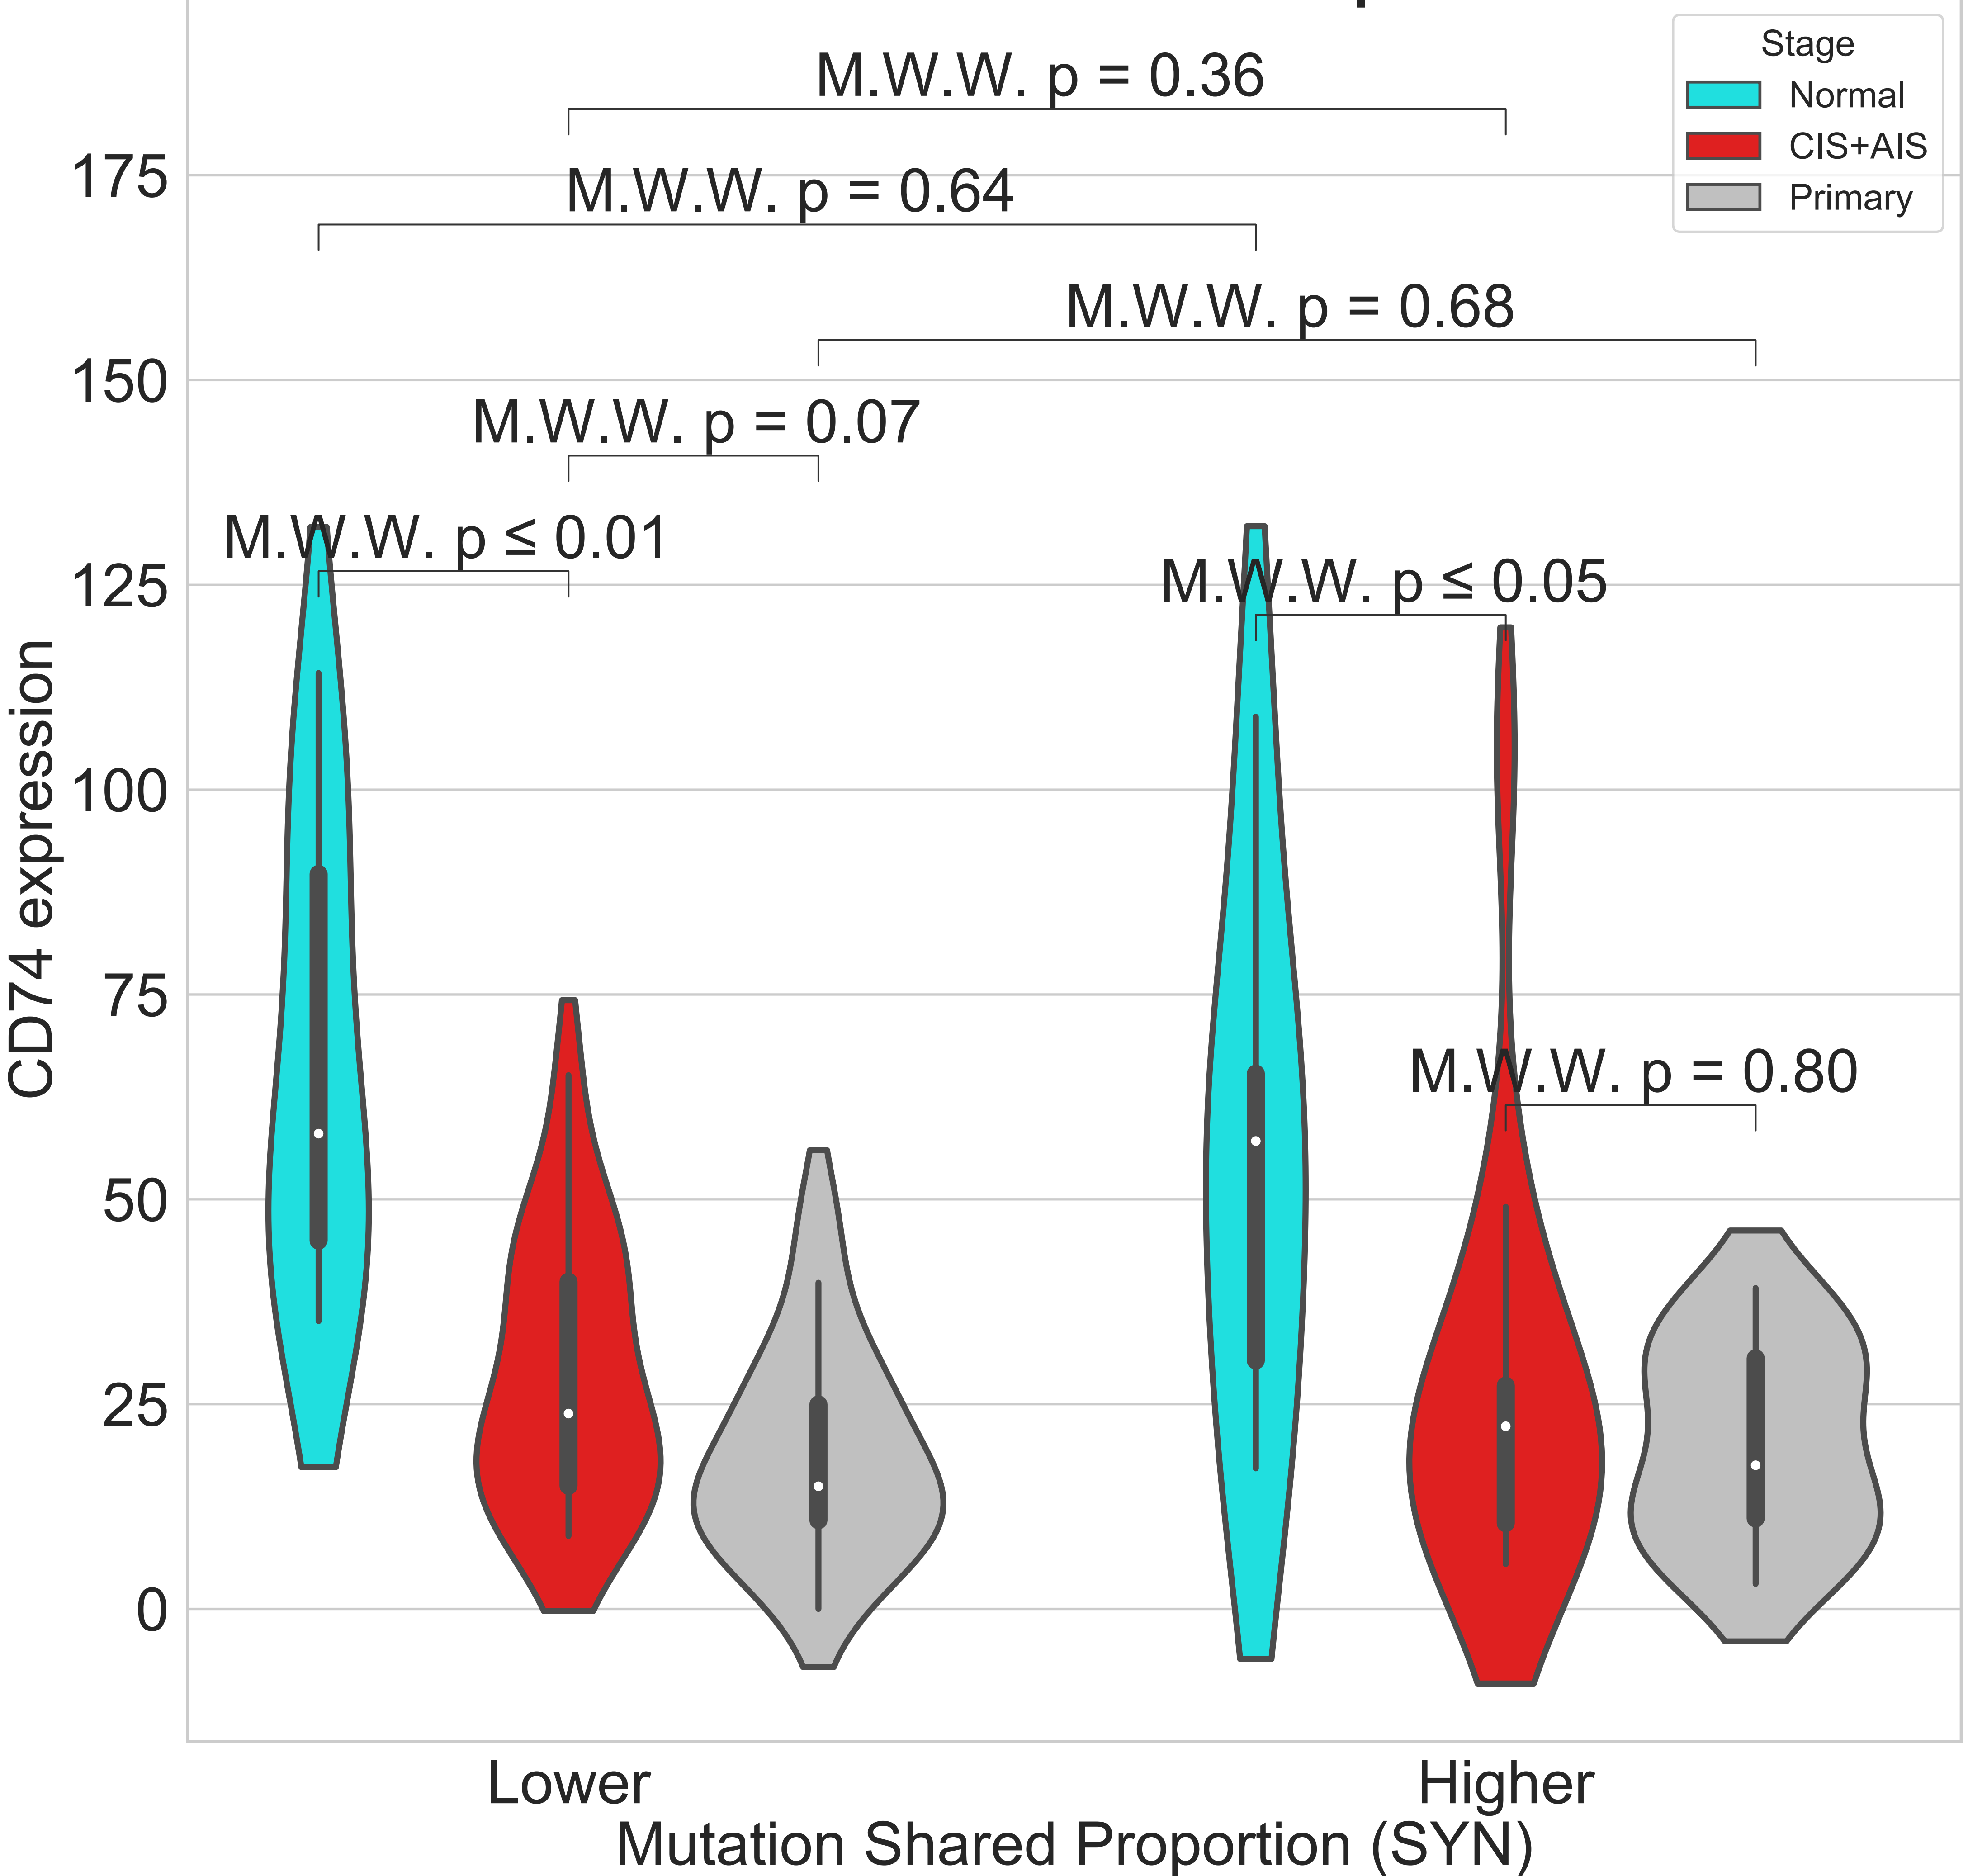 Stage
Normal
CIS+AIS
Primary
M.W.W. p = 0.36
M.W.W. p = 0.64
M.W.W. p = 0.68
M.W.W. p = 0.07
M.W.W. p ≤ 0.01
M.W.W. p ≤ 0.05
M.W.W. p = 0.80
CD74 expression
175
150
125
100
75
50
25
0
Lower
Higher
Mutation Shared Proportion (SYN)